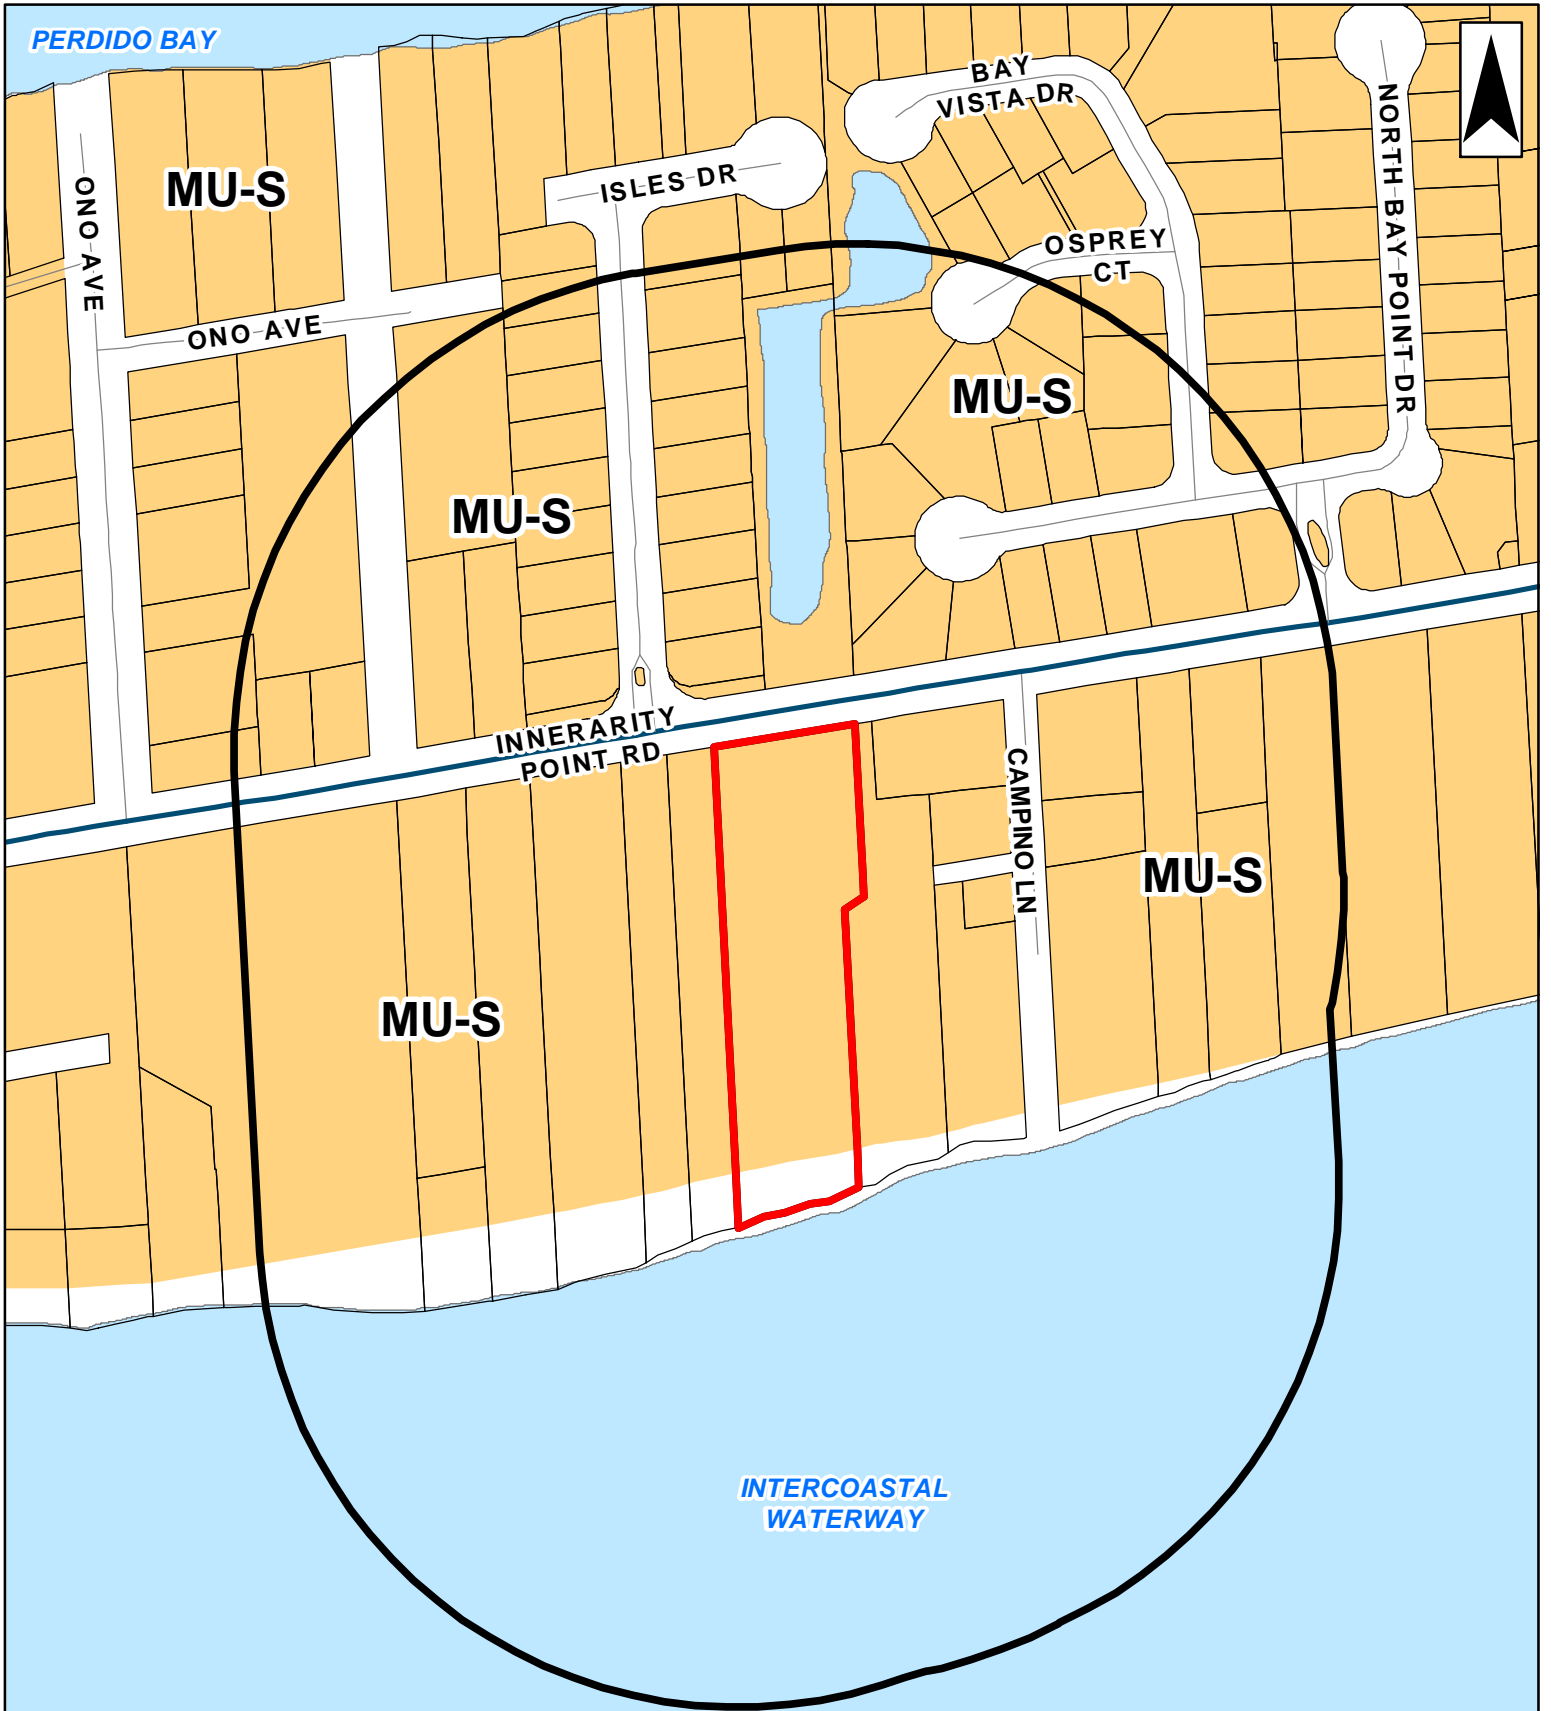 PERDIDO BAY
BAY
VISTA DR
NORTH BAY POINT DR
ONO AVE
MU-S
ISLES DR
OSPREY
CT
ONO AVE
MU-S
MU-S
INNERARITY
POINT RD
CAMPINO LN
MU-S
MU-S
INTERCOASTAL
WATERWAY